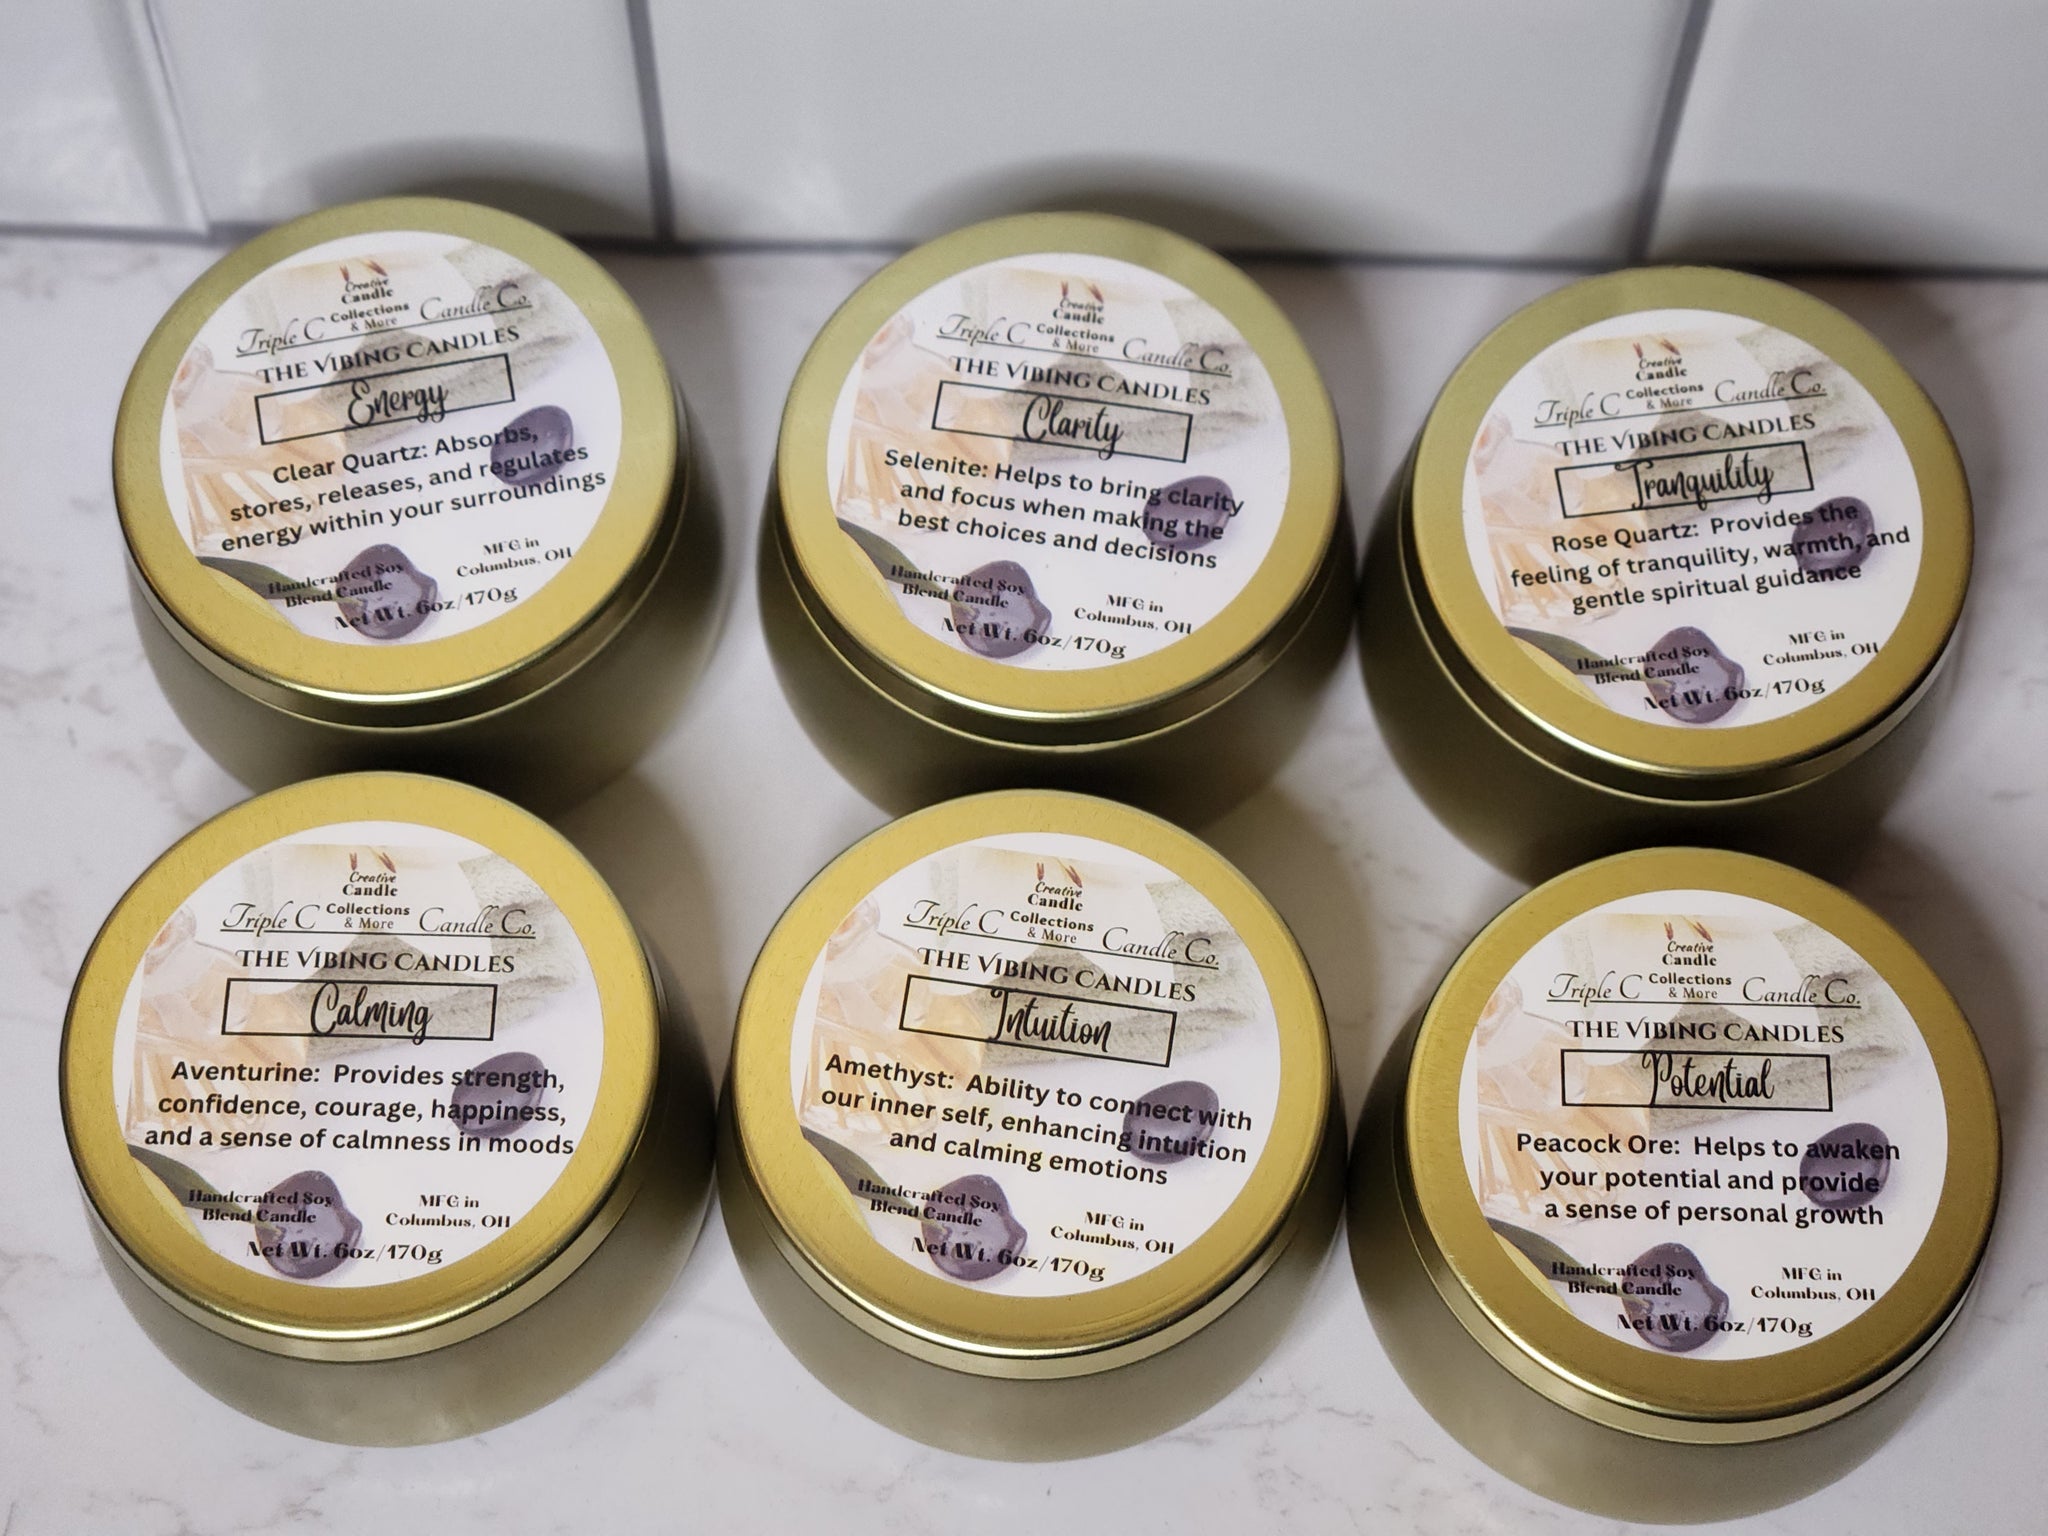 Creative
Candle
Triple C Collections Candle Co.
& More
THE VIBING CANDLES
Energy
Clear Quartz: Absorbs,
stores, releases, and regulates
energy within your surroundings
Handcrafted Soy
Blend Candle
MFG in
Columbus, OH
Net Wt. 6oz/170g
Creative
Candle
Triple C Collections Candle Co.
& More
THE VIBING CANDLES
Clarity
Selenite: Helps to bring clarity
and focus when making the
best choices and decisions
Handcrafted Soy
Blend Candle
MFG in
Columbus, OH
Net Wt. 6oz/170g
Creative
Candle
Triple C Collections Candle Co.
& More
THE VIBING CANDLES
Tranquility
Rose Quartz: Provides the
feeling of tranquility, warmth, and
gentle spiritual guidance
Handcrafted Soy
Blend Candle
MFG in
Columbus, OH
Net Wt. 6oz/170g
Creative
Candle
Triple C Collections Candle Co.
& More
THE VIBING CANDLES
Calming
Aventurine: Provides strength,
confidence, courage, happiness,
and a sense of calmness in moods
Handcrafted Soy
Blend Candle
MFG in
Columbus, OH
Net Wt. 6oz/170g
Creative
Candle
Triple C Collections Candle Co.
& More
THE VIBING CANDLES
Intuition
Amethyst: Ability to connect with
our inner self, enhancing intuition
and calming emotions
Handcrafted Soy
Blend Candle
MFG in
Columbus, OH
Net Wt. 6oz/170g
Creative
Candle
Triple C Collections Candle Co.
& More
THE VIBING CANDLES
Potential
Peacock Ore: Helps to awaken
your potential and provide
a sense of personal growth
Handcrafted Soy
Blend Candle
MFG in
Columbus, OH
Net Wt. 6oz/170g